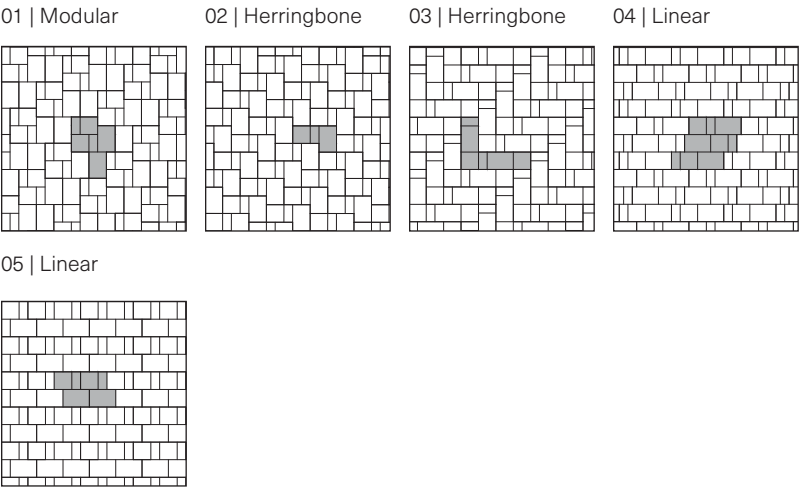 01 | Modular
02 | Herringbone
03 | Herringbone
04 | Linear
05 | Linear